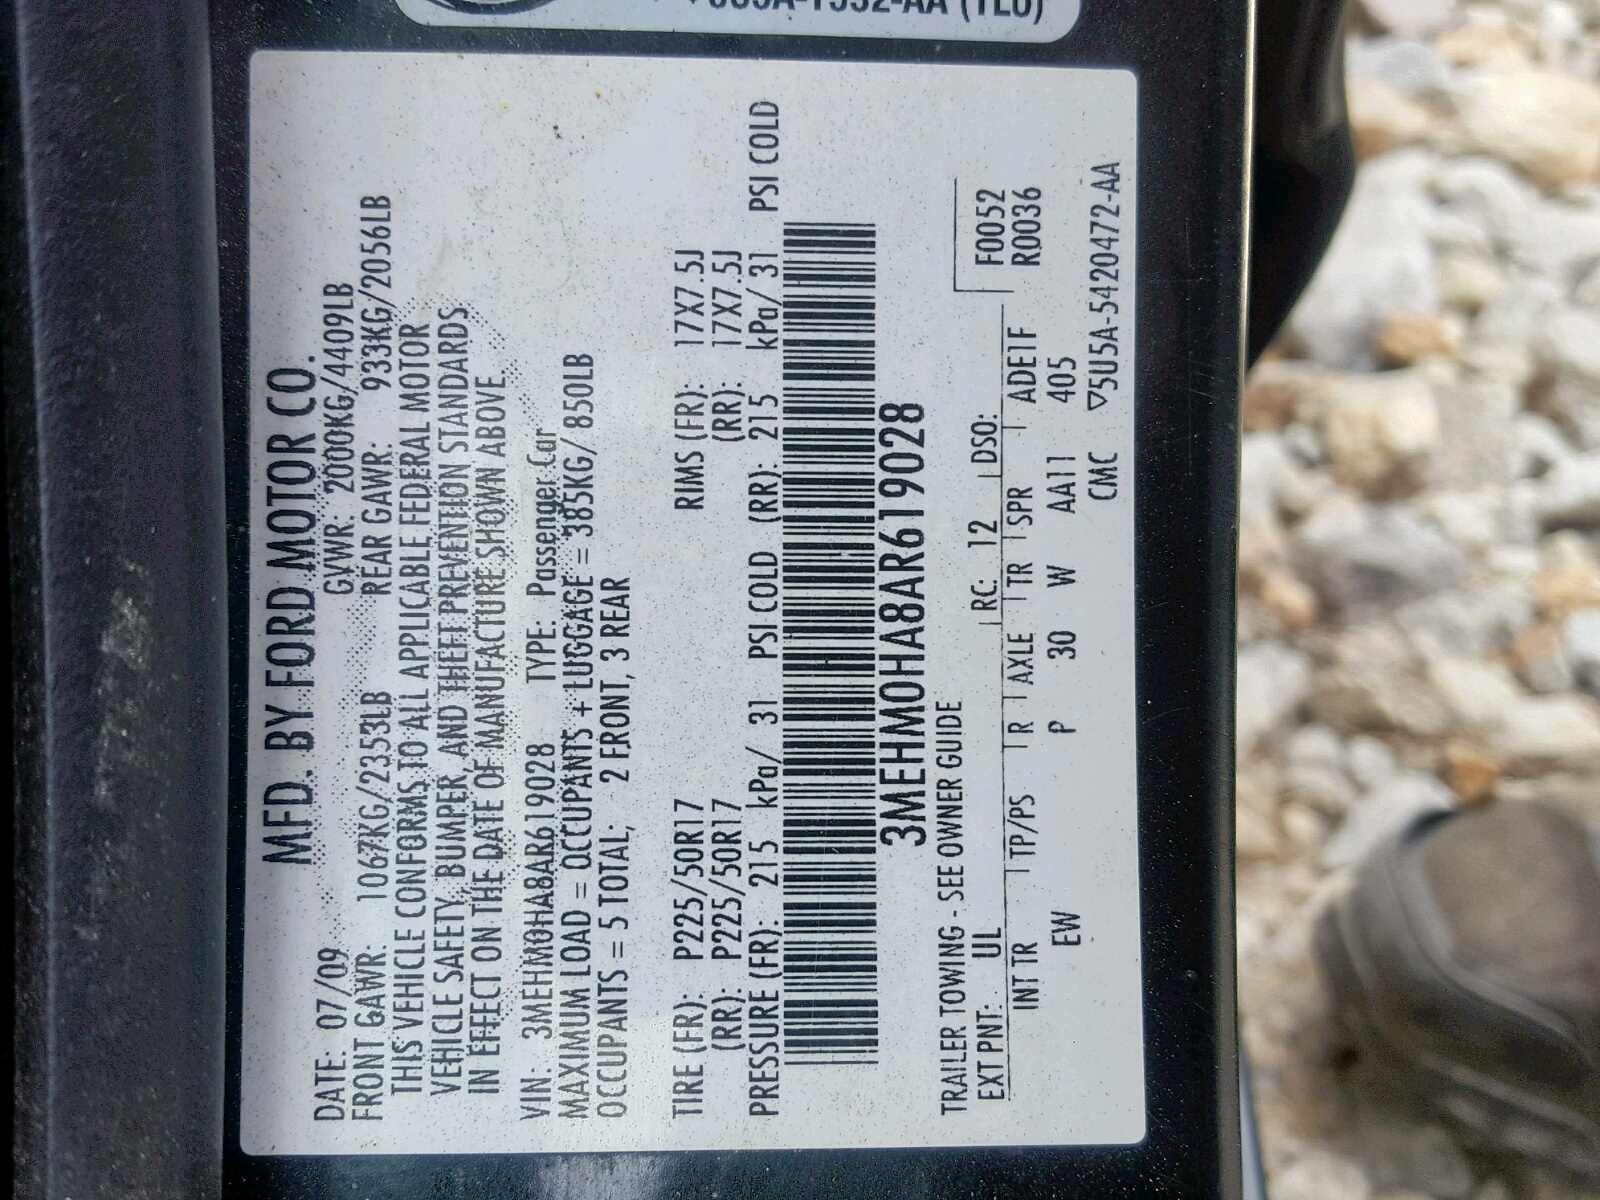 U5A-1532-AA (TLU)
MFD. BY FORD MOTOR CO.
DATE: 07/09 GVWR: 2000KG/4409LB
FRONT GAWR: 1067KG/2353LB REAR GAWR: 933KG/2056LB
THIS VEHICLE CONFORMS TO ALL APPLICABLE FEDERAL MOTOR
VEHICLE SAFETY, BUMPER, AND THEFT PREVENTION STANDARDS
IN EFFECT ON THE DATE OF MANUFACTURE SHOWN ABOVE.
VIN: 3MEHM0HA8AR619028 TYPE: Passenger Car
MAXIMUM LOAD = OCCUPANTS + LUGGAGE = 385KG/ 850LB
OCCUPANTS = 5 TOTAL; 2 FRONT, 3 REAR
TIRE (FR): P225/50R17 RIMS (FR): 17X7.5J
(RR): P225/50R17 (RR): 17X7.5J
PRESSURE (FR): 215 kPa/ 31 PSI COLD (RR): 215 kPa/ 31 PSI COLD
3MEHM0HA8AR619028
TRAILER TOWING - SEE OWNER GUIDE
EXT PNT: UL RC: 12 DSO: F0052
INT TR TP/PS R AXLE TR SPR ADE1F R0036
EW P 30 W AA11 405
CMC ▽5U5A-5420472-AA